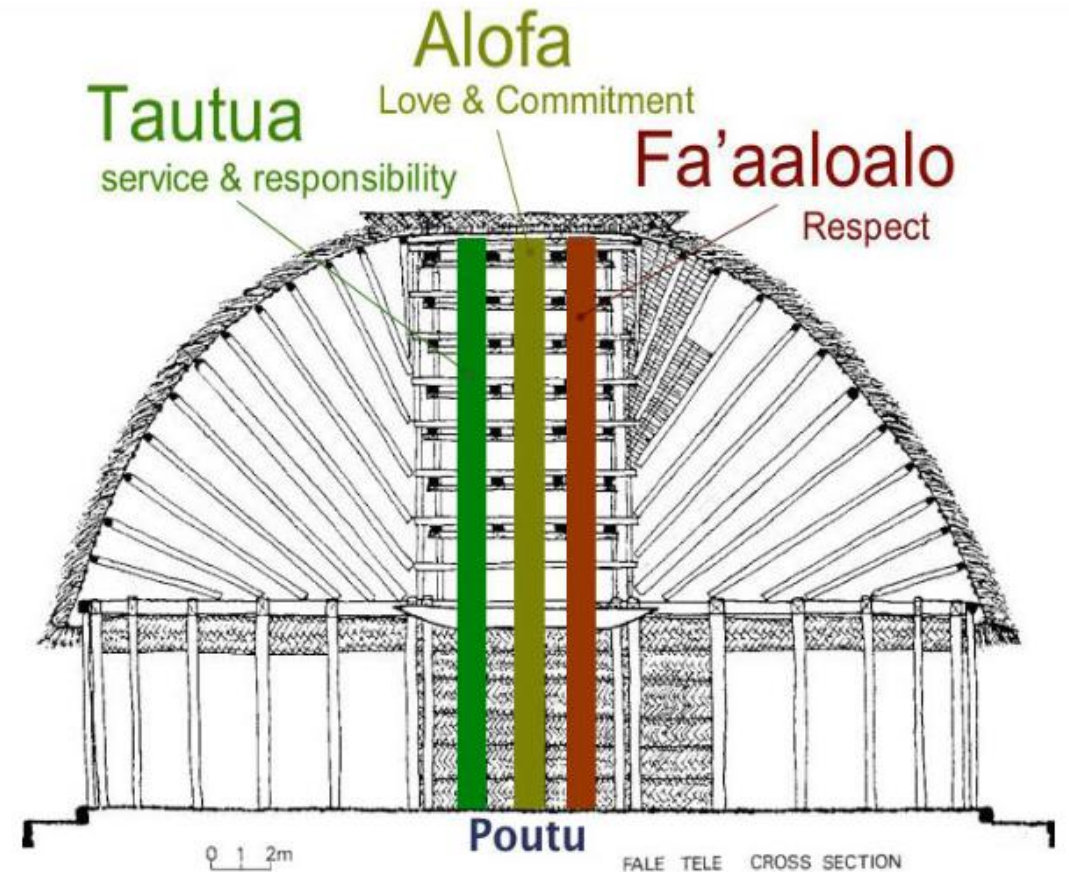 Alofa
Love & Commitment
Tautua
service & responsibility
Fa’aaloalo
Respect
Poutu
0 1 2m
FALE TELE CROSS SECTION